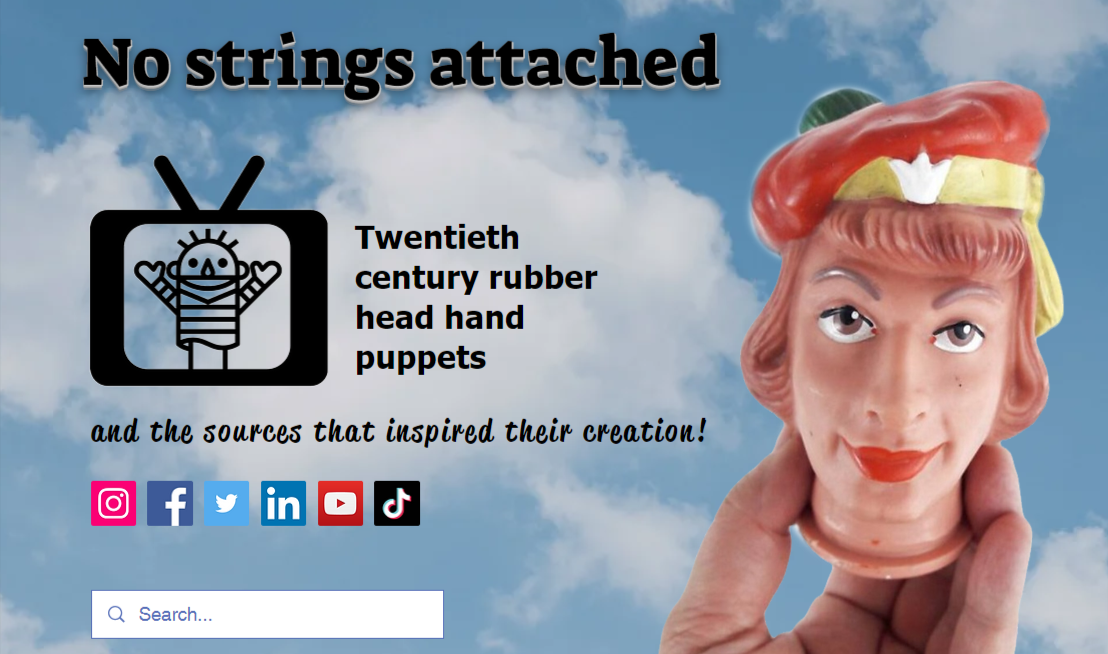 No strings attached
Twentieth
century rubber
head hand
puppets
and the sources that inspired their creation!
Search...